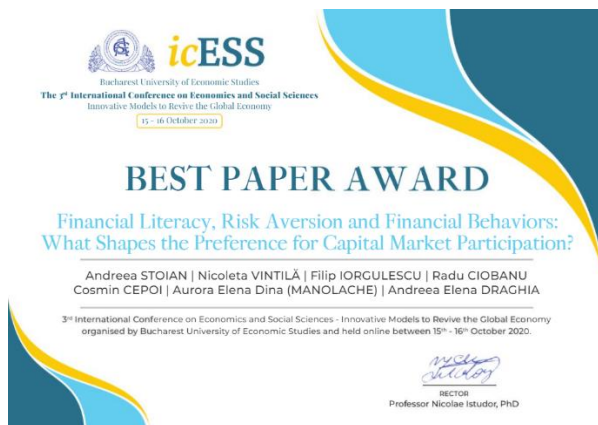 icESS
Bucharest University of Economic Studies
The 3rd International Conference on Economics and Social Sciences
Innovative Models to Revive the Global Economy
15 - 16 October 2020
BEST PAPER AWARD
Financial Literacy, Risk Aversion and Financial Behaviors:
What Shapes the Preference for Capital Market Participation?
Andreea STOIAN | Nicoleta VINTILĂ | Filip IORGULESCU | Radu CIOBANU
Cosmin CEPOI | Aurora Elena Dina (MANOLACHE) | Andreea Elena DRAGHIA
3rd International Conference on Economics and Social Sciences - Innovative Models to Revive the Global Economy
organised by Bucharest University of Economic Studies and held online between 15th - 16th October 2020.
RECTOR
Professor Nicolae Istudor, PhD